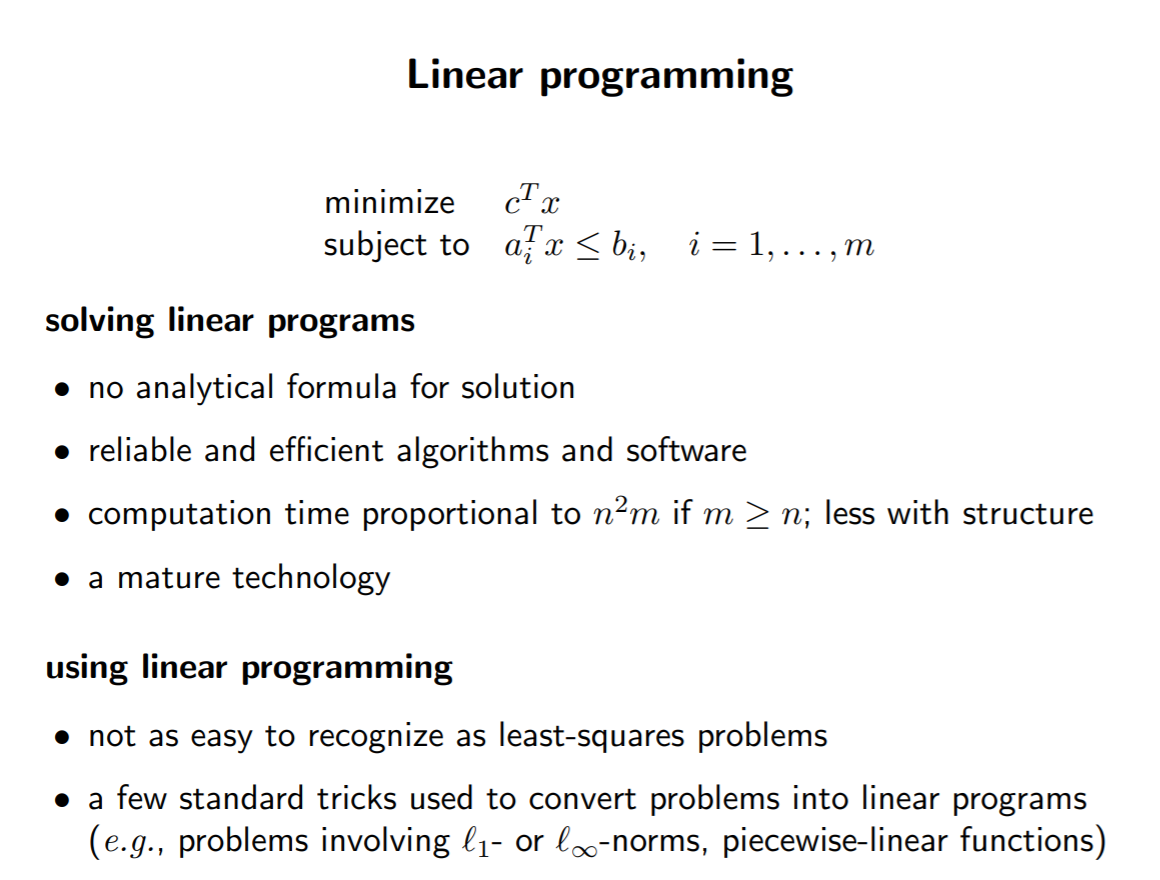 Linear programming
minimize $c^T x$
subject to $a_i^T x \leq b_i, \quad i = 1, \ldots, m$
solving linear programs
• no analytical formula for solution
• reliable and efficient algorithms and software
• computation time proportional to $n^2 m$ if $m \geq n$; less with structure
• a mature technology
using linear programming
• not as easy to recognize as least-squares problems
• a few standard tricks used to convert problems into linear programs
(e.g., problems involving $\ell_1$- or $\ell_\infty$-norms, piecewise-linear functions)